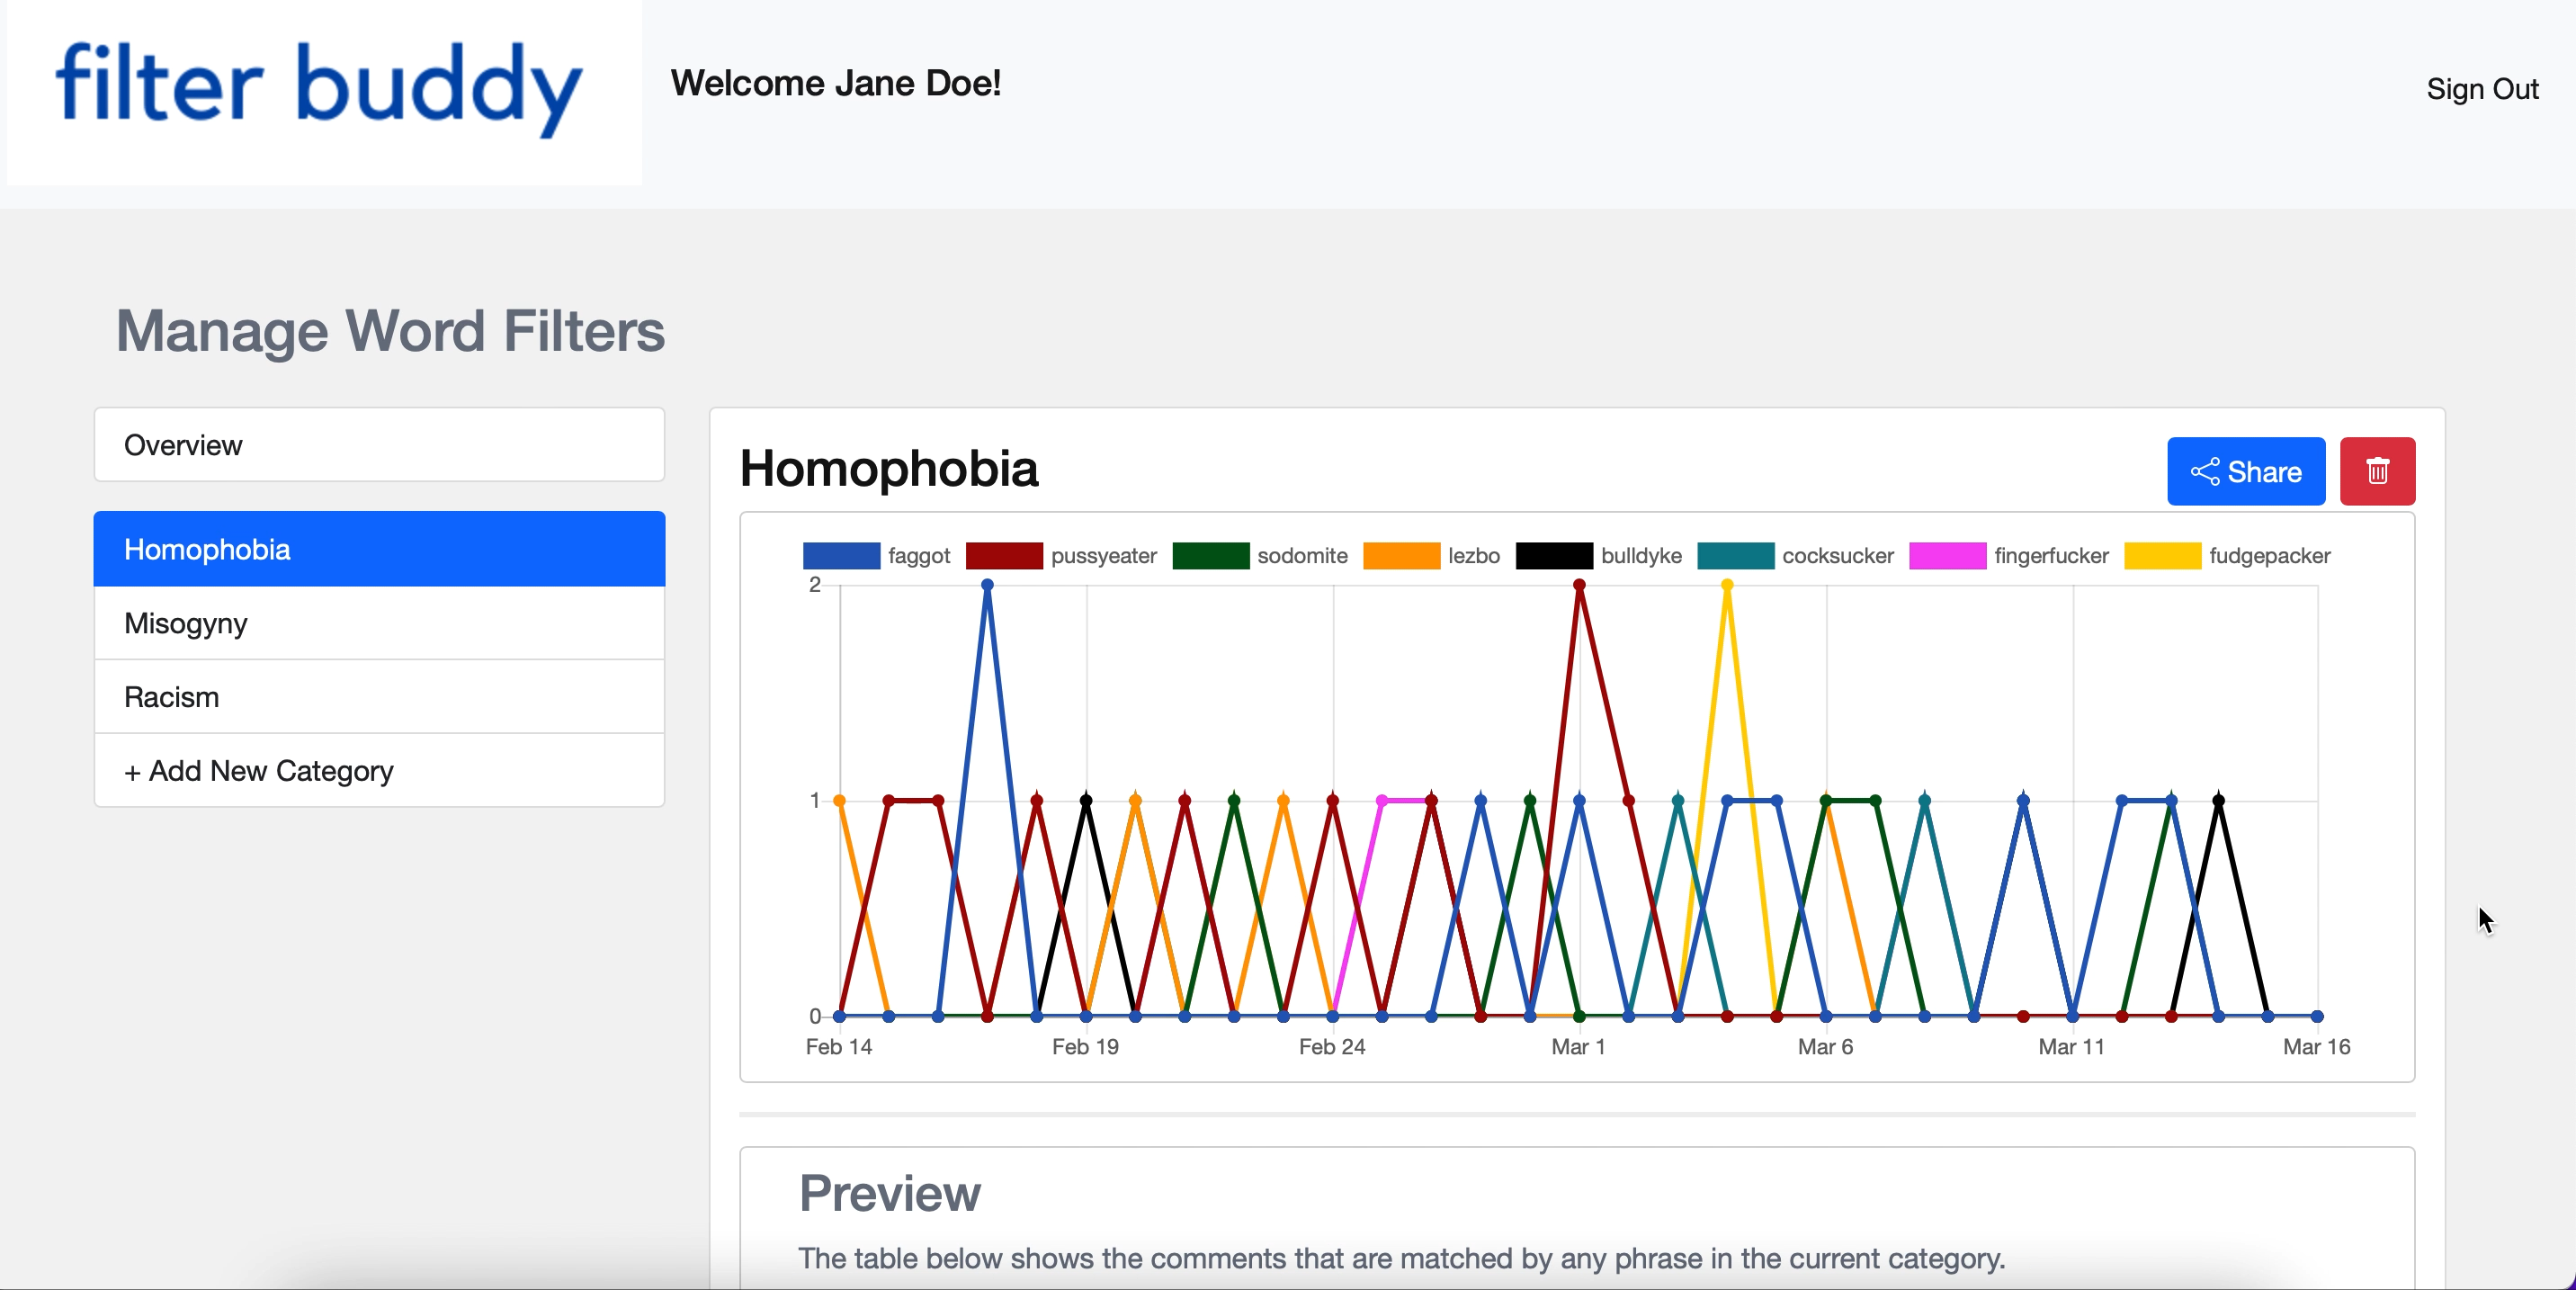 filter buddy
Welcome Jane Doe!
Sign Out
Manage Word Filters
Overview
Homophobia
Misogyny
Racism
+ Add New Category
Homophobia
Share
faggot pussyeater sodomite lezbo bulldyke cocksucker fingerfucker fudgepacker
2
1
0
Feb 14 Feb 19 Feb 24 Mar 1 Mar 6 Mar 11 Mar 16
Preview
The table below shows the comments that are matched by any phrase in the current category.